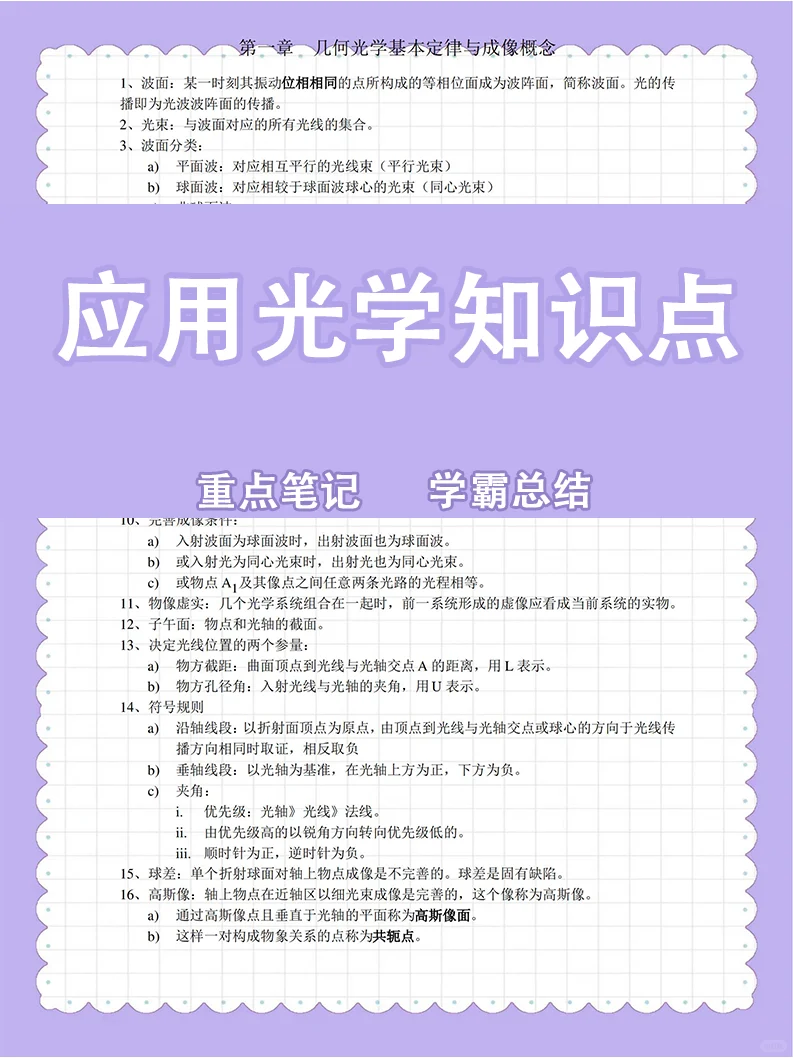 第一章　几何光学基本定律与成像概念
1、波面：某一时刻其振动位相相同的点所构成的等相位面成为波阵面，简称波面。光的传
播即为光波波阵面的传播。
2、光束：与波面对应的所有光线的集合。
3、波面分类：
a) 平面波：对应相互平行的光线束（平行光束）
b) 球面波：对应相较于球面波球心的光束（同心光束）
应用光学知识点
重点笔记　学霸总结
10、完善成像条件：
a) 入射波面为球面波时，出射波面也为球面波。
b) 或入射光为同心光束时，出射光也为同心光束。
c) 或物点 A1及其像点之间任意两条光路的光程相等。
11、物像虚实：几个光学系统组合在一起时，前一系统形成的虚像应看成当前系统的实物。
12、子午面：物点和光轴的截面。
13、决定光线位置的两个参量：
a) 物方截距：曲面顶点到光线与光轴交点 A 的距离，用 L 表示。
b) 物方孔径角：入射光线与光轴的夹角，用 U 表示。
14、符号规则
a) 沿轴线段：以折射面顶点为原点，由顶点到光线与光轴交点或球心的方向于光线传
播方向相同时取证，相反取负
b) 垂轴线段：以光轴为基准，在光轴上方为正，下方为负。
c) 夹角：
i. 优先级：光轴》光线》法线。
ii. 由优先级高的以锐角方向转向优先级低的。
iii. 顺时针为正，逆时针为负。
15、球差：单个折射球面对轴上物点成像是不完善的。球差是固有缺陷。
16、高斯像：轴上物点在近轴区以细光束成像是完善的，这个像称为高斯像。
a) 通过高斯像点且垂直于光轴的平面称为高斯像面。
b) 这样一对构成物象关系的点称为共轭点。